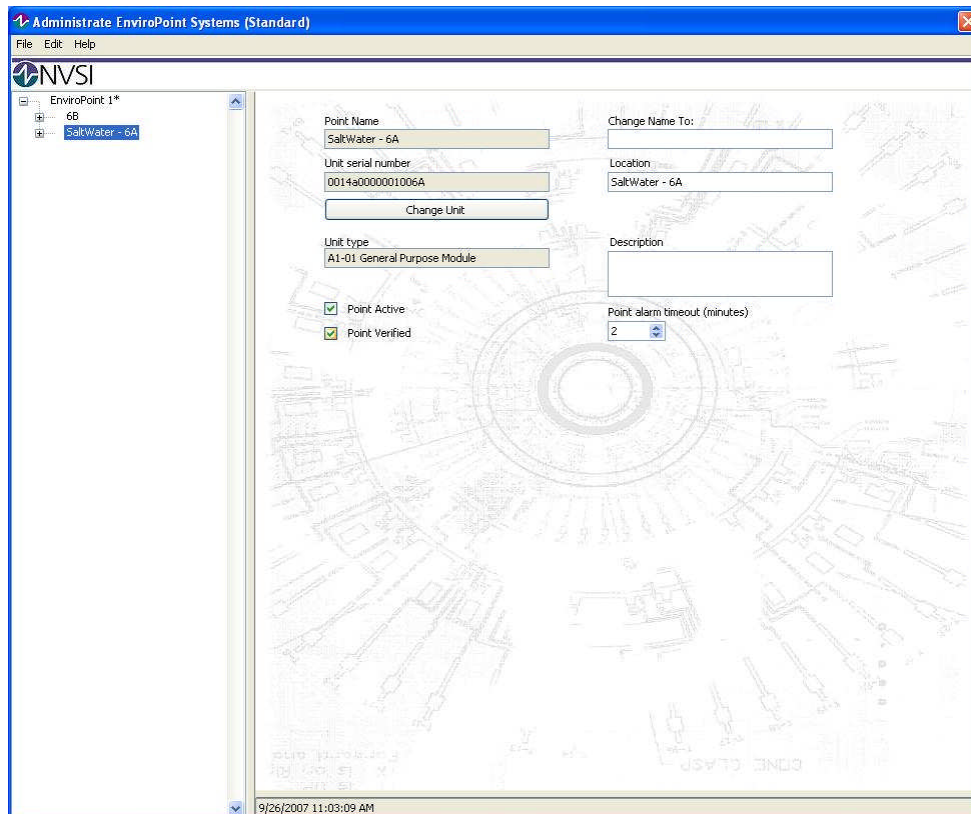 Administrate EnviroPoint Systems (Standard)
File Edit Help
NVSI
EnviroPoint 1*
6B
SaltWater - 6A
Point Name
SaltWater - 6A
Change Name To:
Unit serial number
0014a0000001006A
Location
SaltWater - 6A
Change Unit
Unit type
A1-01 General Purpose Module
Description
Point Active
Point Verified
Point alarm timeout (minutes)
2
CONE CLASP
9/26/2007 11:03:09 AM